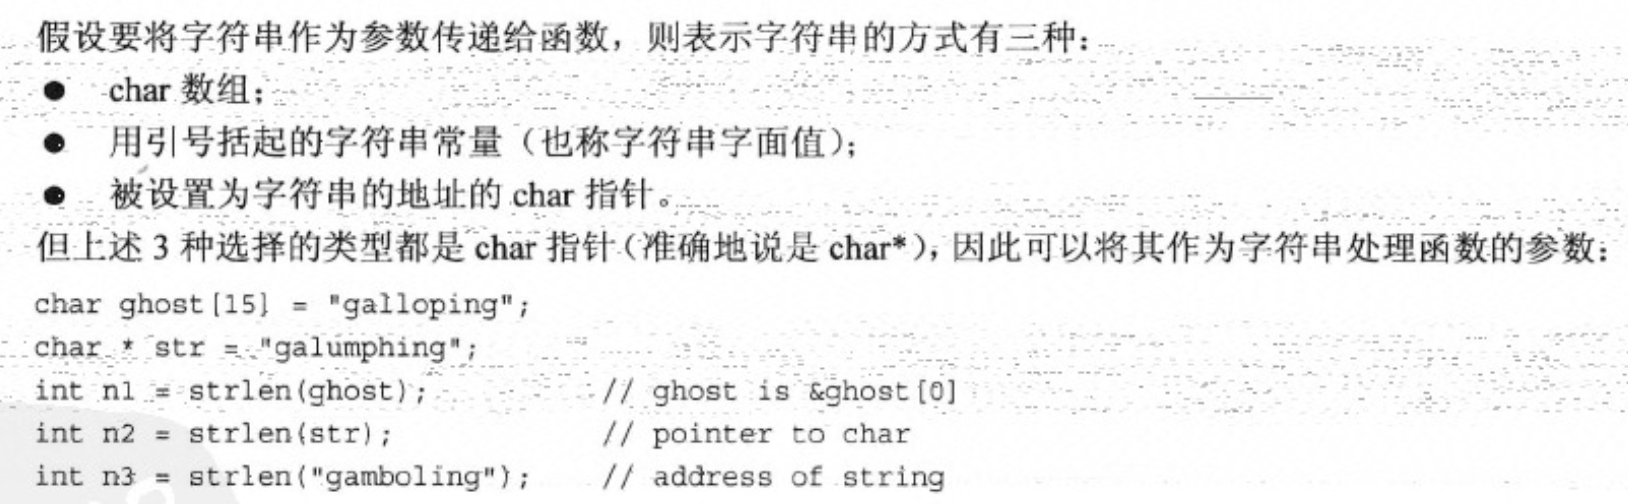 假设要将字符串作为参数传递给函数，则表示字符串的方式有三种：
● char 数组；
● 用引号括起的字符串常量（也称字符串字面值）；
● 被设置为字符串的地址的 char 指针。
但上述 3 种选择的类型都是 char 指针（准确地说是 char*），因此可以将其作为字符串处理函数的参数：
char ghost[15] = "galloping";
char * str = "galumphing";
int n1 = strlen(ghost);          // ghost is &ghost[0]
int n2 = strlen(str);            // pointer to char
int n3 = strlen("gamboling");    // address of string